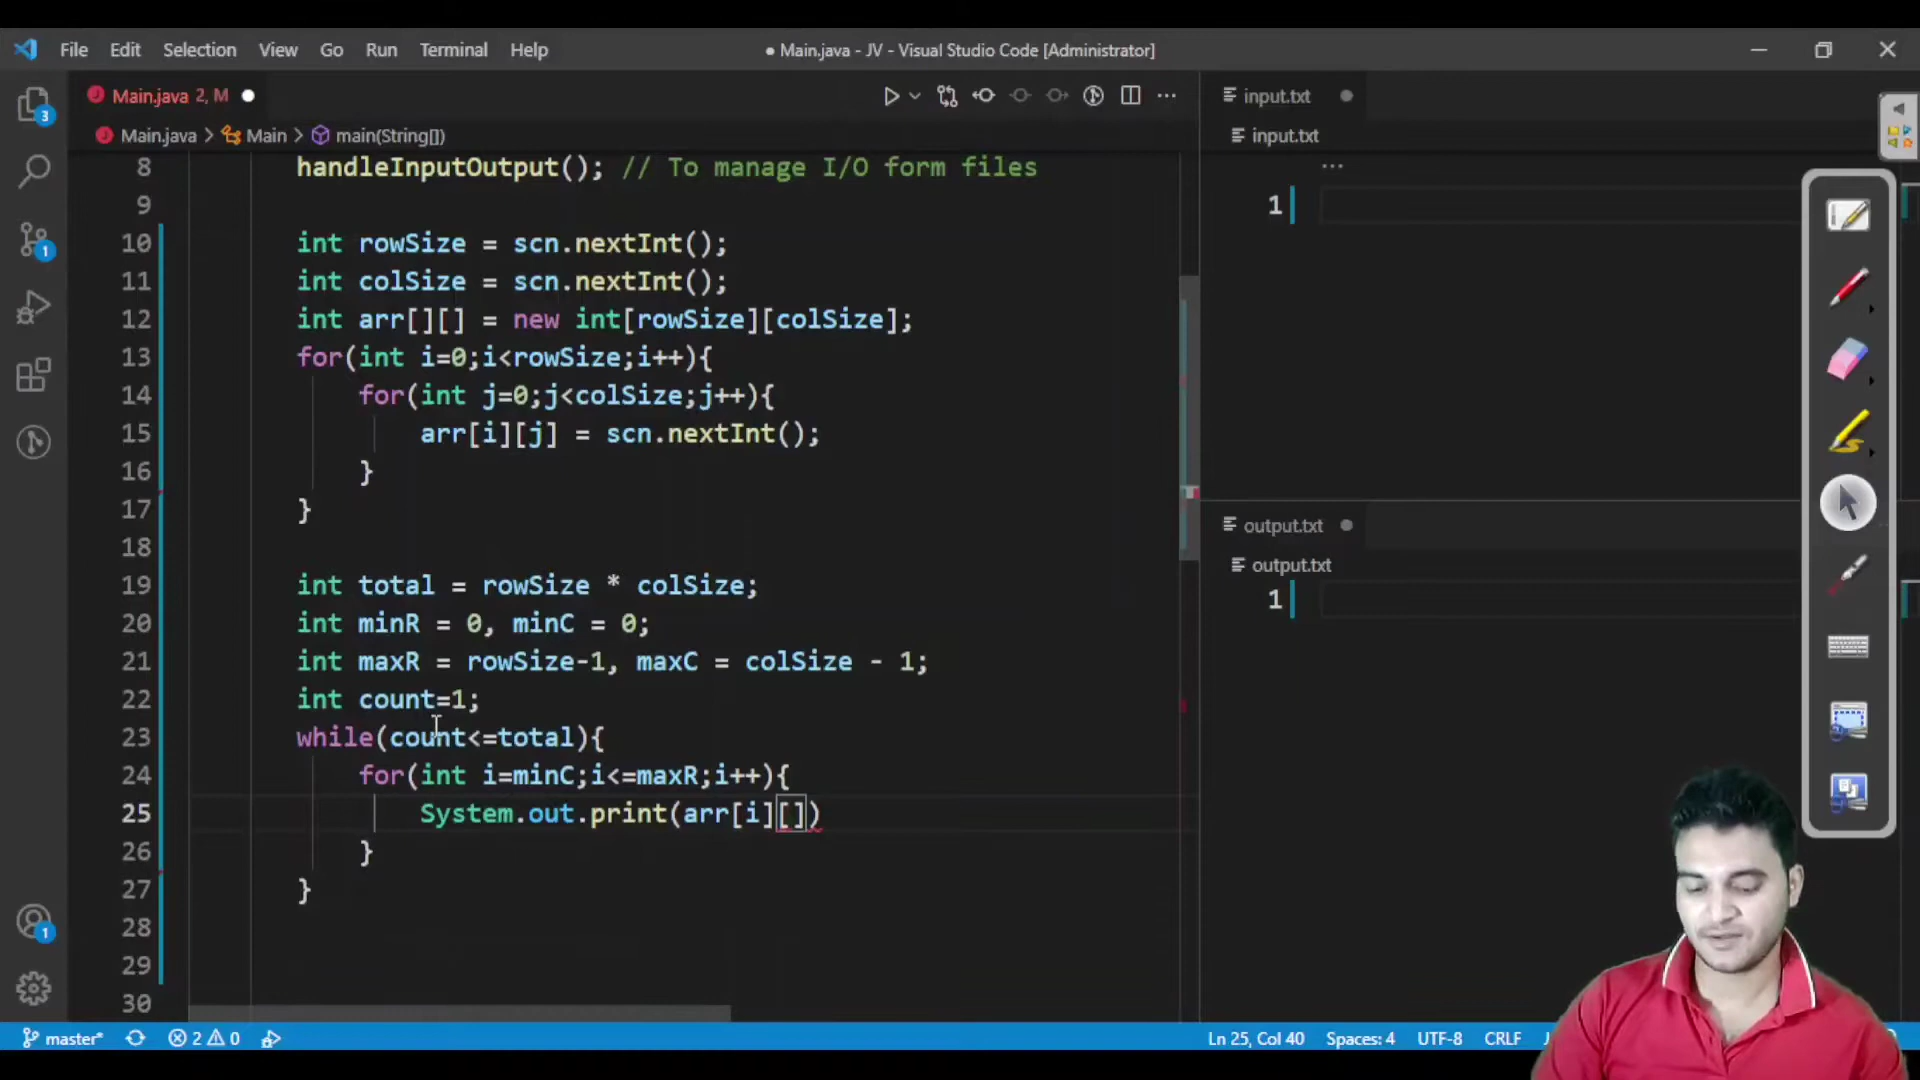 File Edit Selection View Go Run Terminal Help
● Main.java - JV - Visual Studio Code [Administrator]
Main.java 2, M
Main.java > Main > main(String[])
8 handleInputOutput(); // To manage I/O form files
9
10 int rowSize = scn.nextInt();
11 int colSize = scn.nextInt();
12 int arr[][] = new int[rowSize][colSize];
13 for(int i=0;i<rowSize;i++){
14 for(int j=0;j<colSize;j++){
15 arr[i][j] = scn.nextInt();
16 }
17 }
18
19 int total = rowSize * colSize;
20 int minR = 0, minC = 0;
21 int maxR = rowSize-1, maxC = colSize - 1;
22 int count=1;
23 while(count<=total){
24 for(int i=minC;i<=maxR;i++){
25 System.out.print(arr[i][])
26 }
27 }
28
29
30
input.txt
input.txt
...
1
output.txt
output.txt
1
3
1
1
master* 2 0 Ln 25, Col 40 Spaces: 4 UTF-8 CRLF